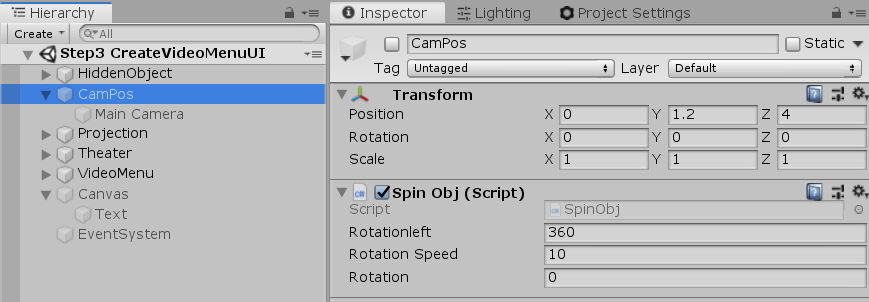 Hierarchy
Create
All
Step3 CreateVideoMenuUI
HiddenObject
CamPos
Main Camera
Projection
Theater
VideoMenu
Canvas
Text
EventSystem
Inspector
Lighting
Project Settings
CamPos
Static
Tag Untagged Layer Default
Transform
Position X 0 Y 1.2 Z 4
Rotation X 0 Y 0 Z 0
Scale X 1 Y 1 Z 1
C# Spin Obj (Script)
Script SpinObj
Rotationleft 360
Rotation Speed 10
Rotation 0